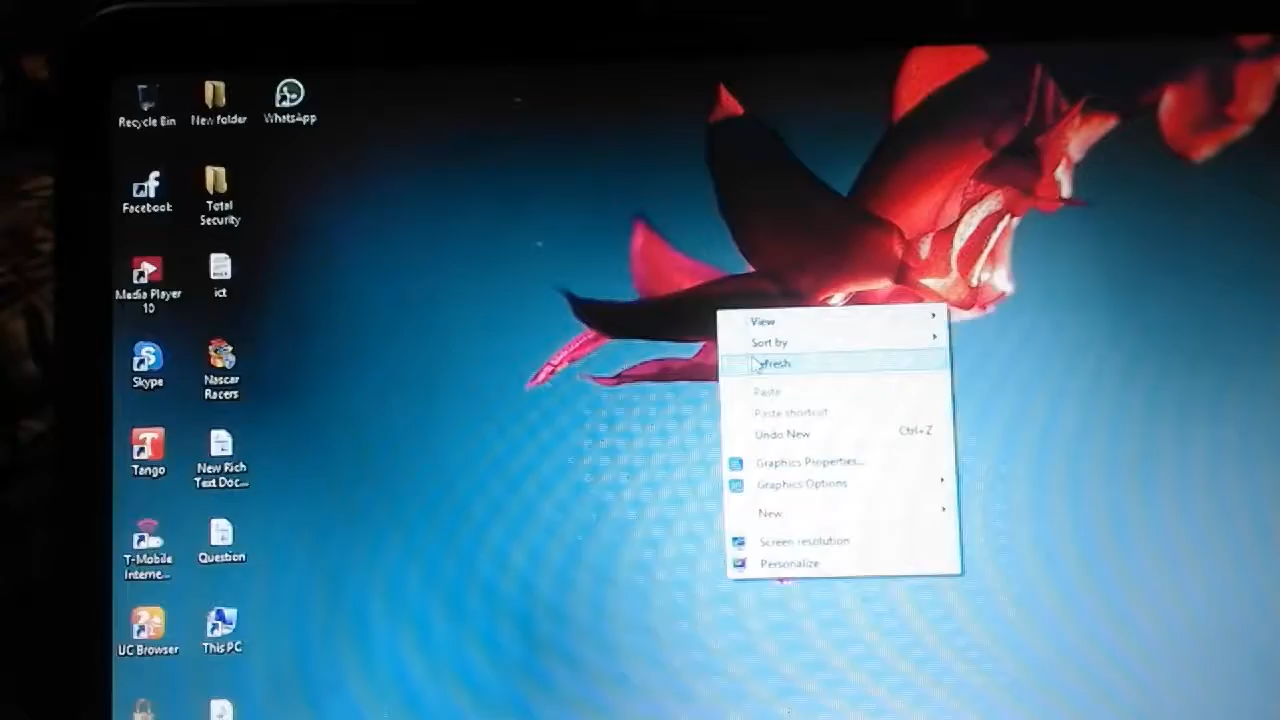 Recycle Bin
New folder
WhatsApp
Facebook
Total
Security
Media Player
10
ict
Skype
Nascar
Racers
Tango
New Rich
Text Doc...
T-Mobile
Interne...
Question
UC Browser
This PC
View
Sort by
Refresh
Paste
Paste shortcut
Undo New Ctrl+Z
Graphics Properties...
Graphics Options
New
Screen resolution
Personalize